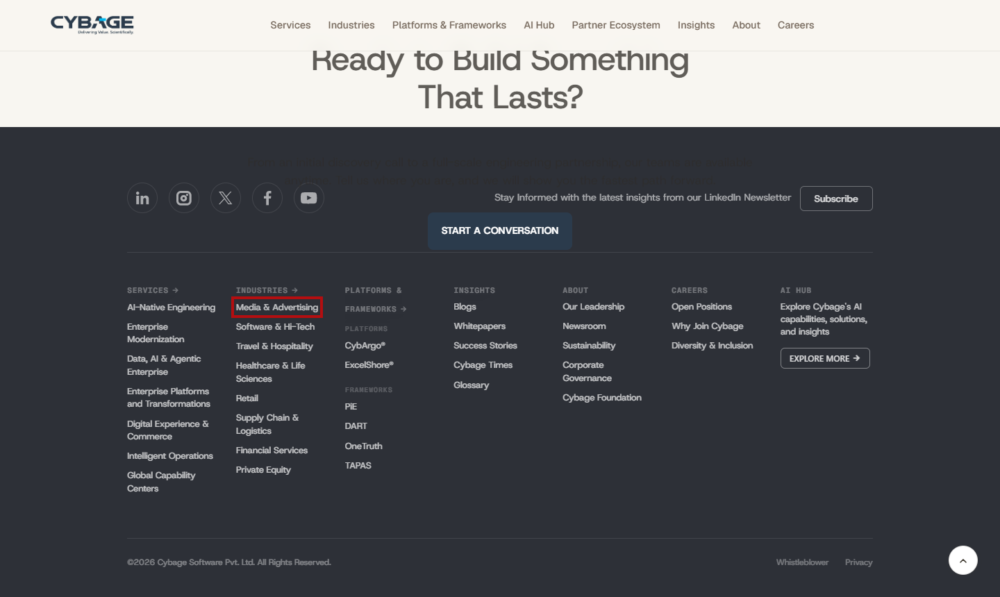 CYBAGE
Delivering Value. Scientifically.
Services Industries Platforms & Frameworks AI Hub Partner Ecosystem Insights About Careers
Ready to Build Something
That Lasts?
Stay Informed with the latest insights from our LinkedIn Newsletter
Subscribe
START A CONVERSATION
SERVICES →
AI-Native Engineering
Enterprise
Modernization
Data, AI & Agentic
Enterprise
Enterprise Platforms
and Transformations
Digital Experience &
Commerce
Intelligent Operations
Global Capability
Centers
INDUSTRIES →
Media & Advertising
Software & Hi-Tech
Travel & Hospitality
Healthcare & Life
Sciences
Retail
Supply Chain &
Logistics
Financial Services
Private Equity
PLATFORMS &
FRAMEWORKS →
PLATFORMS
CybArgo®
ExcelShore®
FRAMEWORKS
PiE
DART
OneTruth
TAPAS
INSIGHTS
Blogs
Whitepapers
Success Stories
Cybage Times
Glossary
ABOUT
Our Leadership
Newsroom
Sustainability
Corporate
Governance
Cybage Foundation
CAREERS
Open Positions
Why Join Cybage
Diversity & Inclusion
AI HUB
Explore Cybage's AI
capabilities, solutions,
and insights
EXPLORE MORE →
©2026 Cybage Software Pvt. Ltd. All Rights Reserved.
Whistleblower Privacy